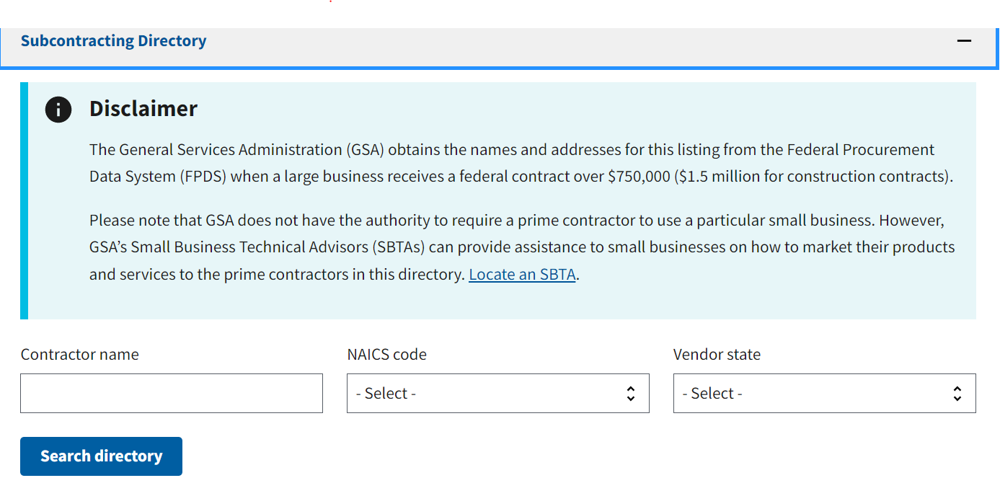 Subcontracting Directory
Disclaimer
The General Services Administration (GSA) obtains the names and addresses for this listing from the Federal Procurement
Data System (FPDS) when a large business receives a federal contract over $750,000 ($1.5 million for construction contracts).
Please note that GSA does not have the authority to require a prime contractor to use a particular small business. However,
GSA’s Small Business Technical Advisors (SBTAs) can provide assistance to small businesses on how to market their products
and services to the prime contractors in this directory. Locate an SBTA.
Contractor name
NAICS code
Vendor state
- Select -
- Select -
Search directory